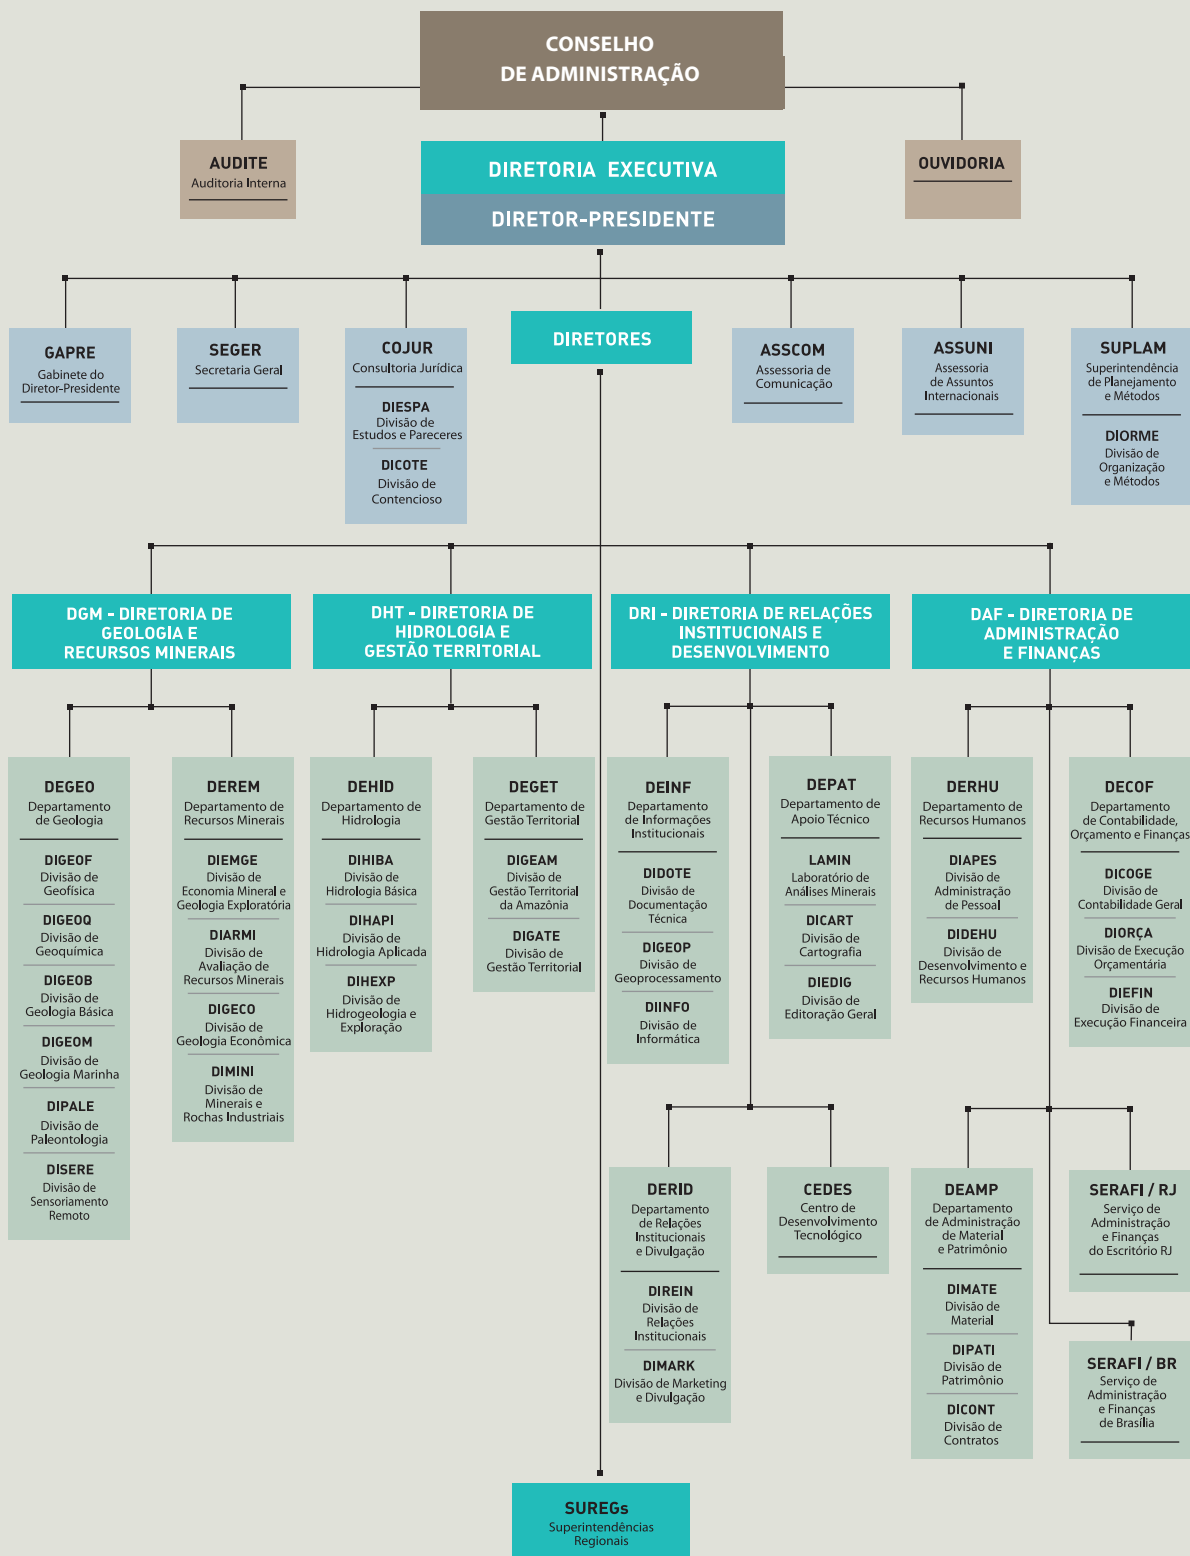 CONSELHO
DE ADMINISTRAÇÃO
AUDITE
Auditoria Interna
DIRETORIA EXECUTIVA
DIRETOR-PRESIDENTE
OUVIDORIA
GAPRE
Gabinete do
Diretor-Presidente
SEGER
Secretaria Geral
COJUR
Consultoria Jurídica
DIESPA
Divisão de
Estudos e Pareceres
DICOTE
Divisão de
Contencioso
DIRETORES
ASSCOM
Assessoria de
Comunicação
ASSUNI
Assessoria
de Assuntos
Internacionais
SUPLAM
Superintendência
de Planejamento
e Métodos
DIORME
Divisão de
Organização
e Métodos
DGM - DIRETORIA DE
GEOLOGIA E
RECURSOS MINERAIS
DHT - DIRETORIA DE
HIDROLOGIA E
GESTÃO TERRITORIAL
DRI - DIRETORIA DE RELAÇÕES
INSTITUCIONAIS E
DESENVOLVIMENTO
DAF - DIRETORIA DE
ADMINISTRAÇÃO
E FINANÇAS
DEGEO
Departamento
de Geologia
DIGEOF
Divisão de
Geofísica
DIGEOQ
Divisão de
Geoquímica
DIGEOB
Divisão de
Geologia Básica
DIGEOM
Divisão de
Geologia Marinha
DIPALE
Divisão de
Paleontologia
DISERE
Divisão de
Sensoriamento
Remoto
DEREM
Departamento de
Recursos Minerais
DIEMGE
Divisão de
Economia Mineral e
Geologia Exploratória
DIARMI
Divisão de
Avaliação de
Recursos Minerais
DIGECO
Divisão de
Geologia Econômica
DIMINI
Divisão de
Minerais e
Rochas Industriais
DEHID
Departamento de
Hidrologia
DIHIBA
Divisão de
Hidrologia Básica
DIHAPI
Divisão de
Hidrologia Aplicada
DIHEXP
Divisão de
Hidrogeologia e
Exploração
DEGET
Departamento de
Gestão Territorial
DIGEAM
Divisão de
Gestão Territorial
da Amazônia
DIGATE
Divisão de
Gestão Territorial
DEINF
Departamento
de Informações
Institucionais
DIDOTE
Divisão de
Documentação
Técnica
DIGEOP
Divisão de
Geoprocessamento
DIINFO
Divisão de
Informática
DEPAT
Departamento de
Apoio Técnico
LAMIN
Laboratório de
Análises Minerais
DICART
Divisão de
Cartografia
DIEDIG
Divisão de
Editoração Geral
DERHU
Departamento de
Recursos Humanos
DIAPES
Divisão de
Administração
de Pessoal
DIDEHU
Divisão de
Desenvolvimento e
Recursos Humanos
DECOF
Departamento
de Contabilidade,
Orçamento e Finanças
DICOGE
Divisão de
Contabilidade Geral
DIORÇA
Divisão de Execução
Orçamentária
DIEFIN
Divisão de
Execução Financeira
DERID
Departamento
de Relações
Institucionais
e Divulgação
DIREIN
Divisão de
Relações
Institucionais
DIMARK
Divisão de Marketing
e Divulgação
CEDES
Centro de
Desenvolvimento
Tecnológico
DEAMP
Departamento
de Administração
de Material
e Patrimônio
DIMATE
Divisão de
Material
DIPATI
Divisão de
Patrimônio
DICONT
Divisão de
Contratos
SERAFI / RJ
Serviço de
Administração
e Finanças
do Escritório RJ
SERAFI / BR
Serviço de
Administração
e Finanças
de Brasília
SUREGs
Superintendências
Regionais